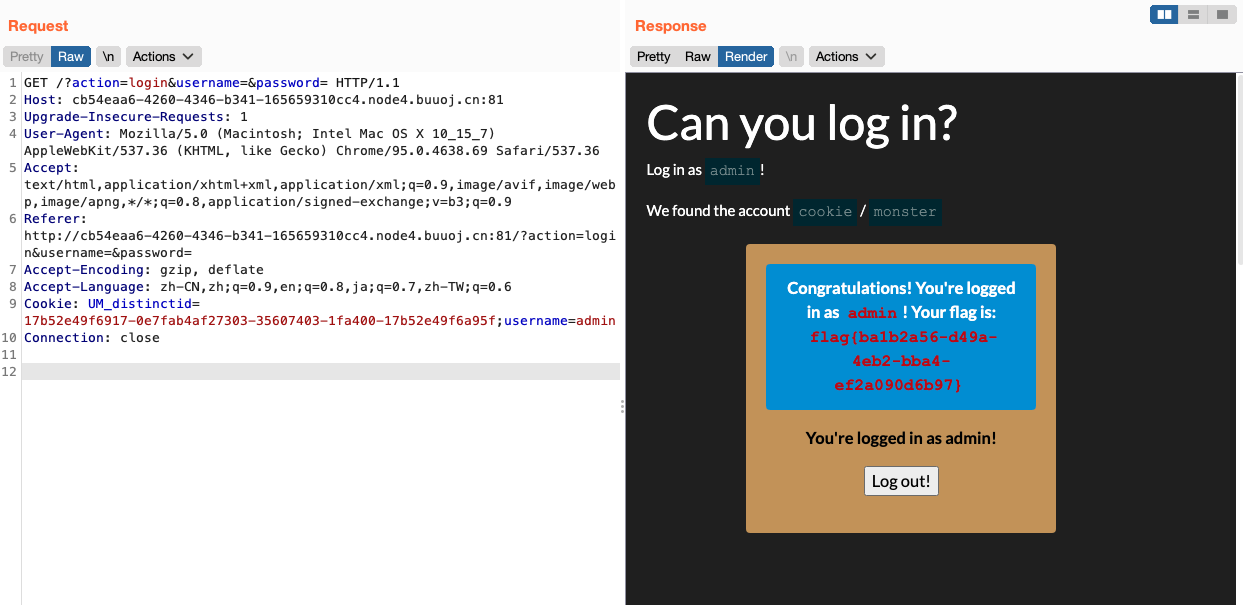 Request
Pretty Raw \n Actions
1 GET /?action=login&username=&password= HTTP/1.1
2 Host: cb54eaa6-4260-4346-b341-165659310cc4.node4.buuoj.cn:81
3 Upgrade-Insecure-Requests: 1
4 User-Agent: Mozilla/5.0 (Macintosh; Intel Mac OS X 10_15_7)
AppleWebKit/537.36 (KHTML, like Gecko) Chrome/95.0.4638.69 Safari/537.36
5 Accept:
text/html,application/xhtml+xml,application/xml;q=0.9,image/avif,image/web
p,image/apng,*/*;q=0.8,application/signed-exchange;v=b3;q=0.9
6 Referer:
http://cb54eaa6-4260-4346-b341-165659310cc4.node4.buuoj.cn:81/?action=logi
n&username=&password=
7 Accept-Encoding: gzip, deflate
8 Accept-Language: zh-CN,zh;q=0.9,en;q=0.8,ja;q=0.7,zh-TW;q=0.6
9 Cookie: UM_distinctid=
17b52e49f6917-0e7fab4af27303-35607403-1fa400-17b52e49f6a95f;username=admin
10 Connection: close
11
12
Response
Pretty Raw Render \n Actions
Can you log in?
Log in as admin !
We found the account cookie / monster
Congratulations! You're logged
in as admin ! Your flag is:
flag{ba1b2a56-d49a-
4eb2-bba4-
ef2a090d6b97}
You're logged in as admin!
Log out!